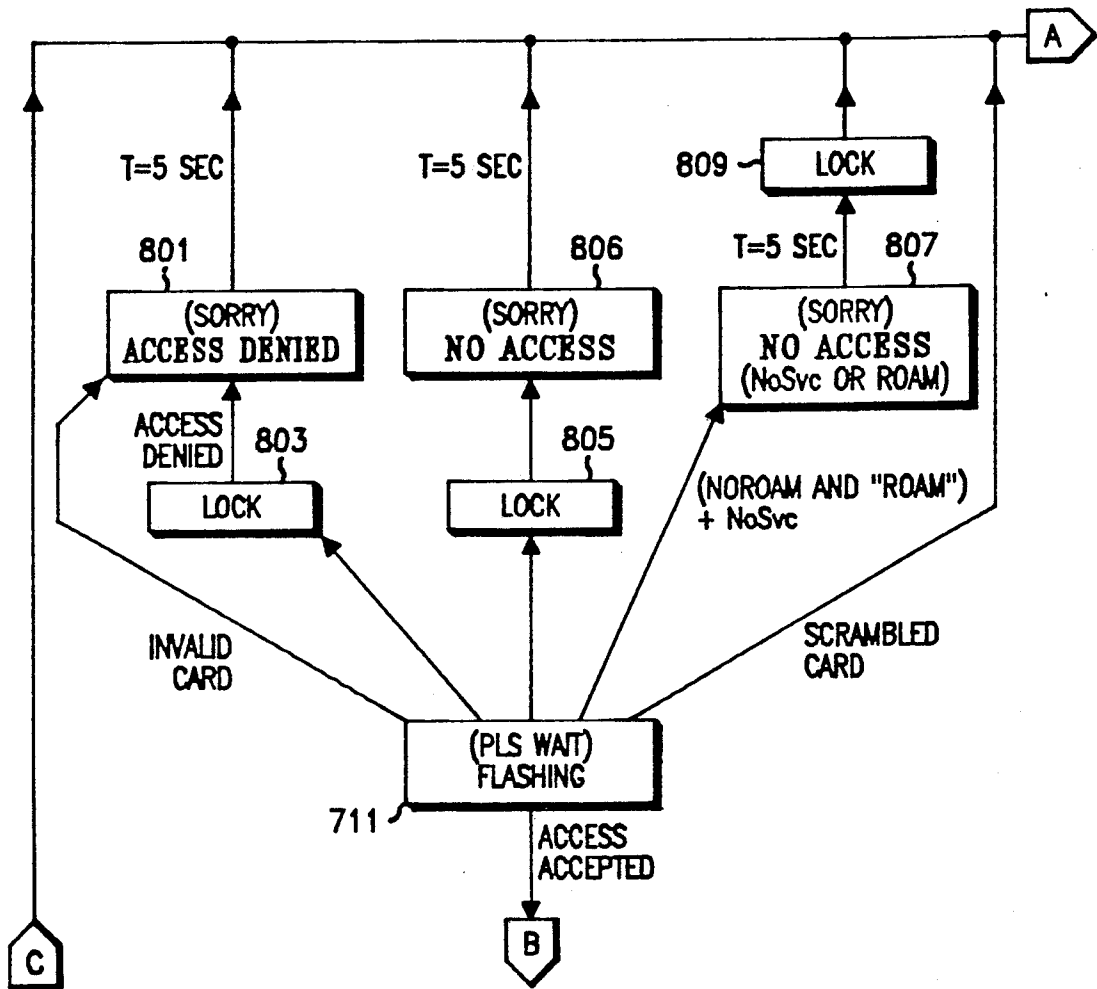 A
T=5 SEC
T=5 SEC
809
LOCK
801
806
T=5 SEC
807
(SORRY)
ACCESS DENIED
(SORRY)
NO ACCESS
(SORRY)
NO ACCESS
(NoSvc OR ROAM)
ACCESS
DENIED
803
805
LOCK
LOCK
(NOROAM AND "ROAM")
+ NoSvc
INVALID
CARD
SCRAMBLED
CARD
(PLS WAIT)
FLASHING
711
ACCESS
ACCEPTED
B
C